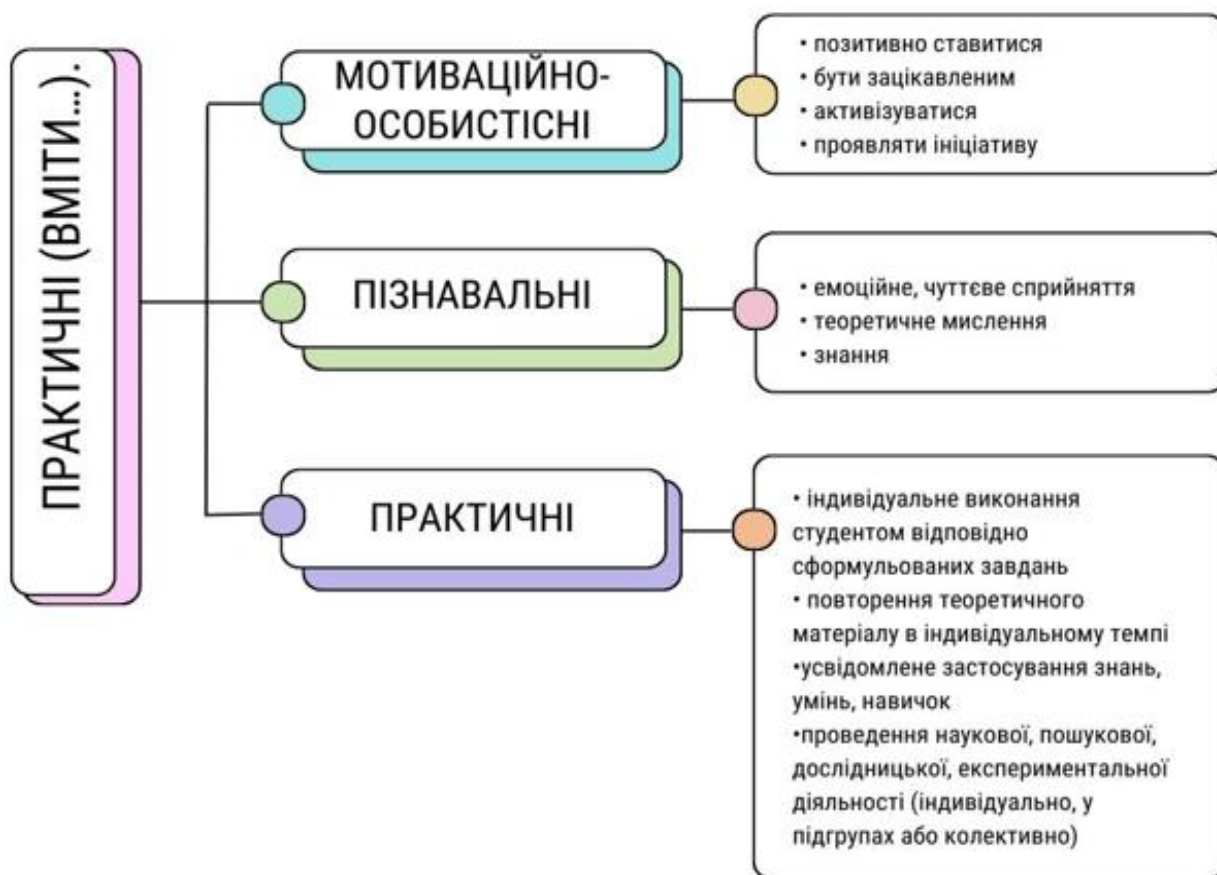 ПРАКТИЧНІ (ВМІТИ...).
МОТИВАЦІЙНО-
ОСОБИСТІСНІ
• позитивно ставитися
• бути зацікавленим
• активізуватися
• проявляти ініціативу
ПІЗНАВАЛЬНІ
• емоційне, чуттєве сприйняття
• теоретичне мислення
• знання
ПРАКТИЧНІ
• індивідуальне виконання
студентом відповідно
сформульованих завдань
• повторення теоретичного
матеріалу в індивідуальному темпі
•усвідомлене застосування знань,
умінь, навичок
•проведення наукової, пошукової,
дослідницької, експериментальної
діяльності (індивідуально, у
підгрупах або колективно)